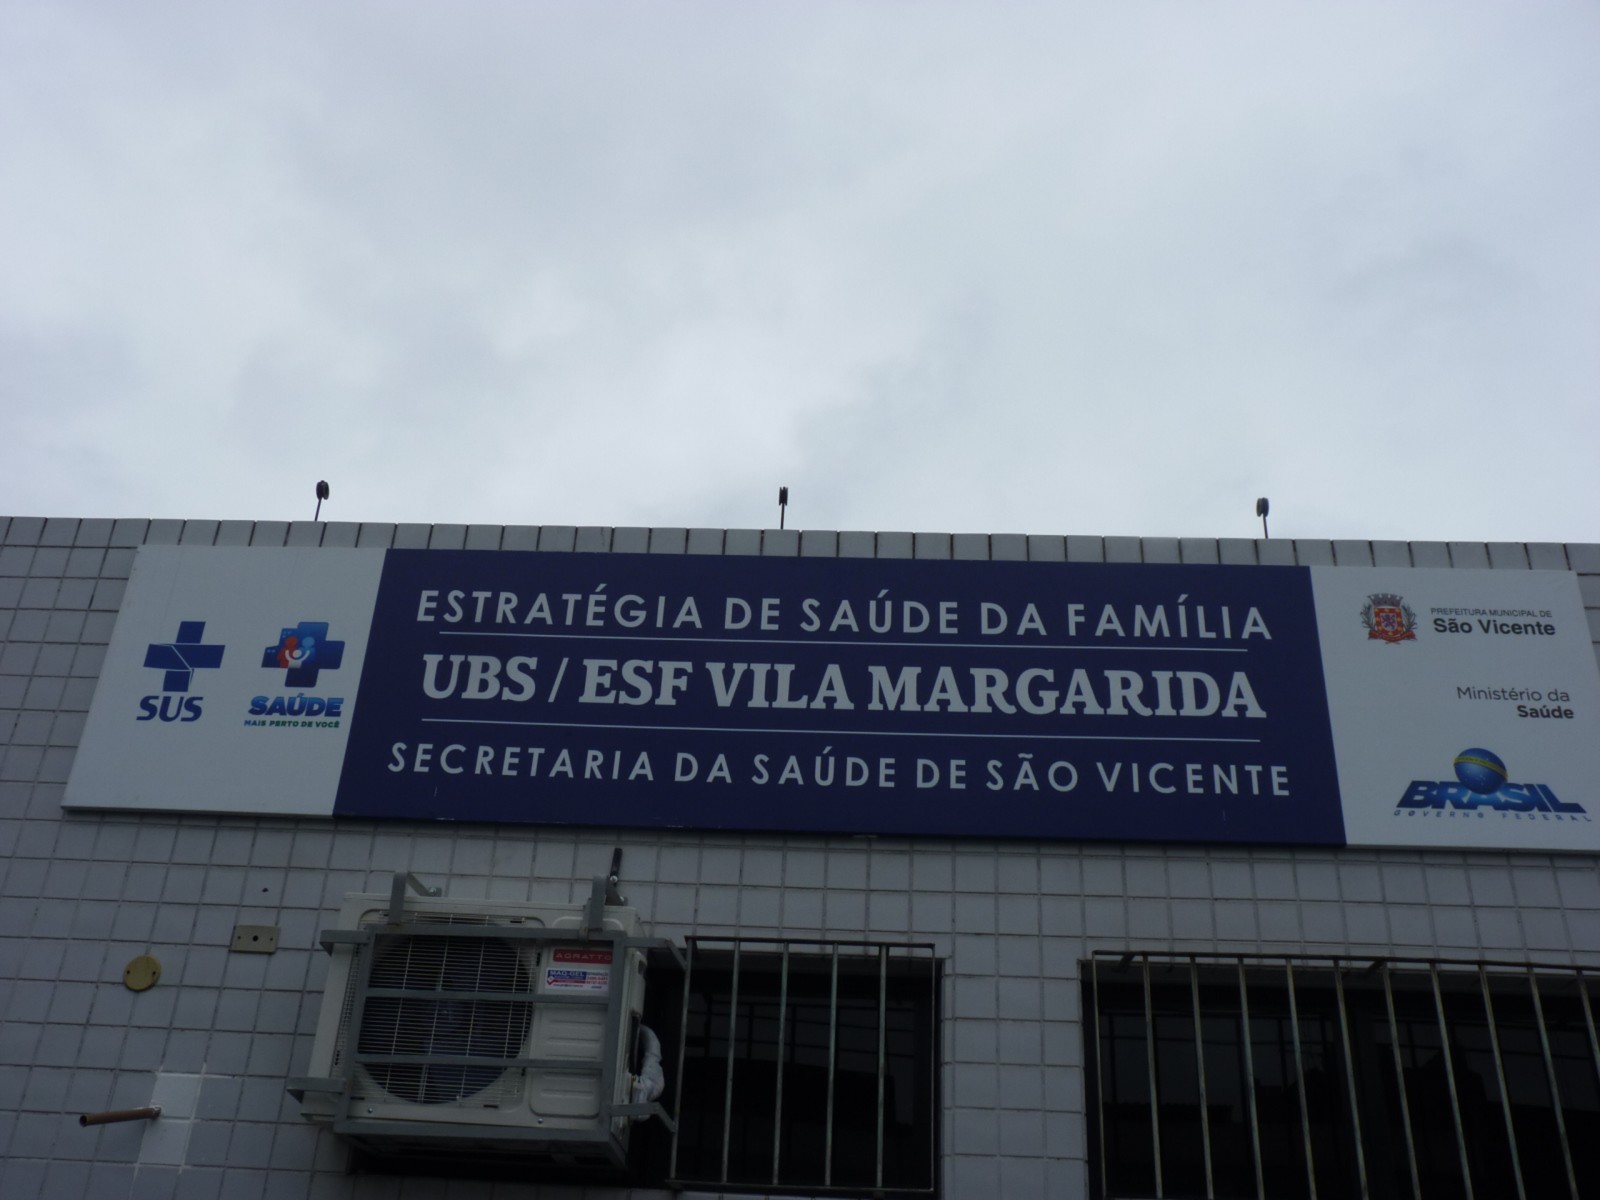 SUS
SAÚDE
MAIS PERTO DE VOCÊ
ESTRATÉGIA DE SAÚDE DA FAMÍLIA
UBS / ESF VILA MARGARIDA
SECRETARIA DA SAÚDE DE SÃO VICENTE
PREFEITURA MUNICIPAL DE
São Vicente
Ministério da
Saúde
BRASIL
GOVERNO FEDERAL
AGRATTO